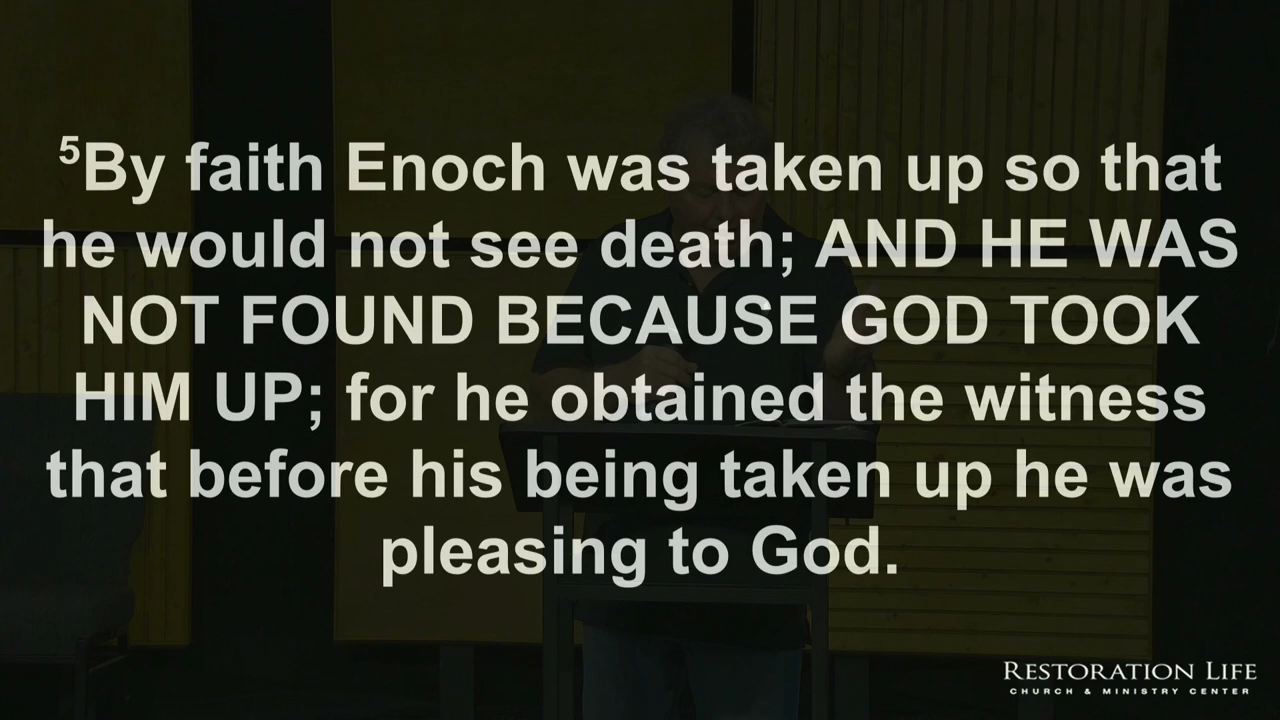 ⁵By faith Enoch was taken up so that
he would not see death; AND HE WAS
NOT FOUND BECAUSE GOD TOOK
HIM UP; for he obtained the witness
that before his being taken up he was
pleasing to God.
RESTORATION LIFE
CHURCH & MINISTRY CENTER